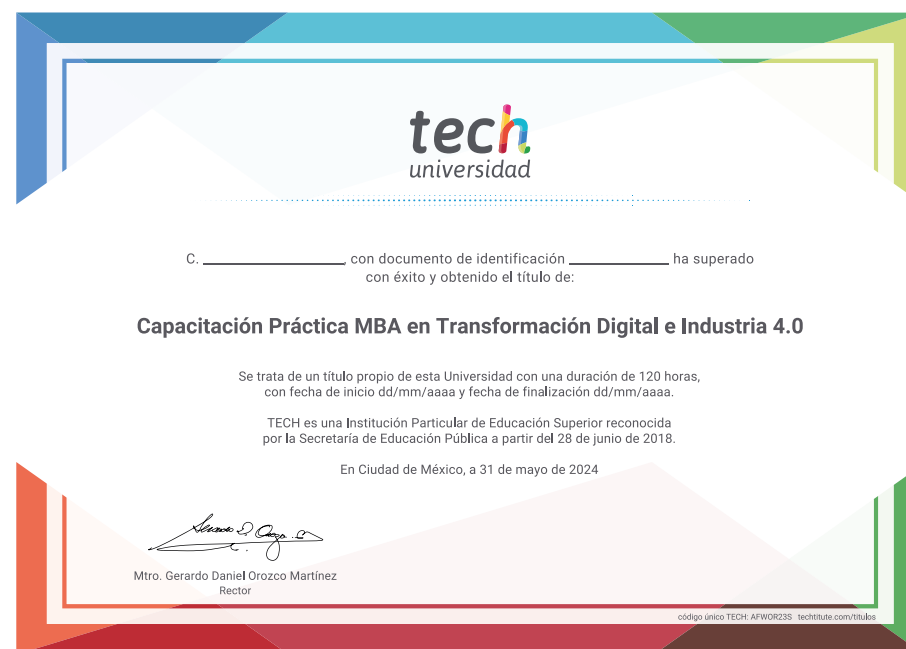 tech
universidad
C. ____________, con documento de identificación _________ ha superado
con éxito y obtenido el título de:
Capacitación Práctica MBA en Transformación Digital e Industria 4.0
Se trata de un título propio de esta Universidad con una duración de 120 horas,
con fecha de inicio dd/mm/aaaa y fecha de finalización dd/mm/aaaa.
TECH es una Institución Particular de Educación Superior reconocida
por la Secretaría de Educación Pública a partir del 28 de junio de 2018.
En Ciudad de México, a 31 de mayo de 2024
Mtro. Gerardo Daniel Orozco Martínez
Rector
código único TECH: AFWOR23S techtitute.com/titulos